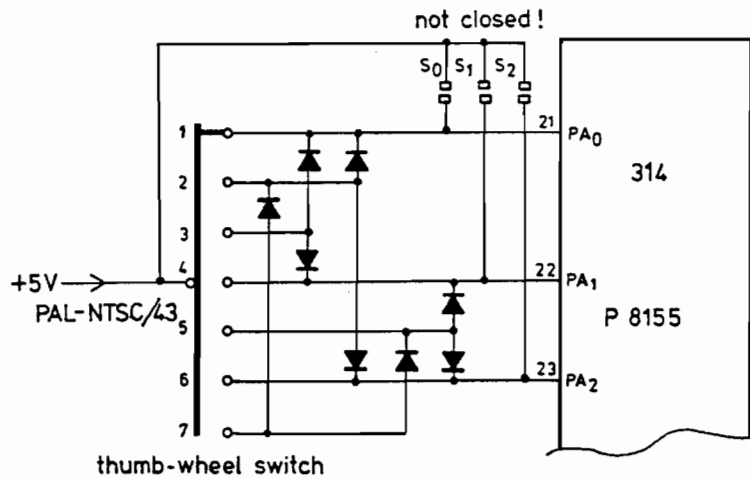 not closed!
S0 S1 S2
1
21 PA0
2
314
3
4
+5V
22 PA1
PAL-NTSC/43
P 8155
5
6
23 PA2
7
thumb-wheel switch